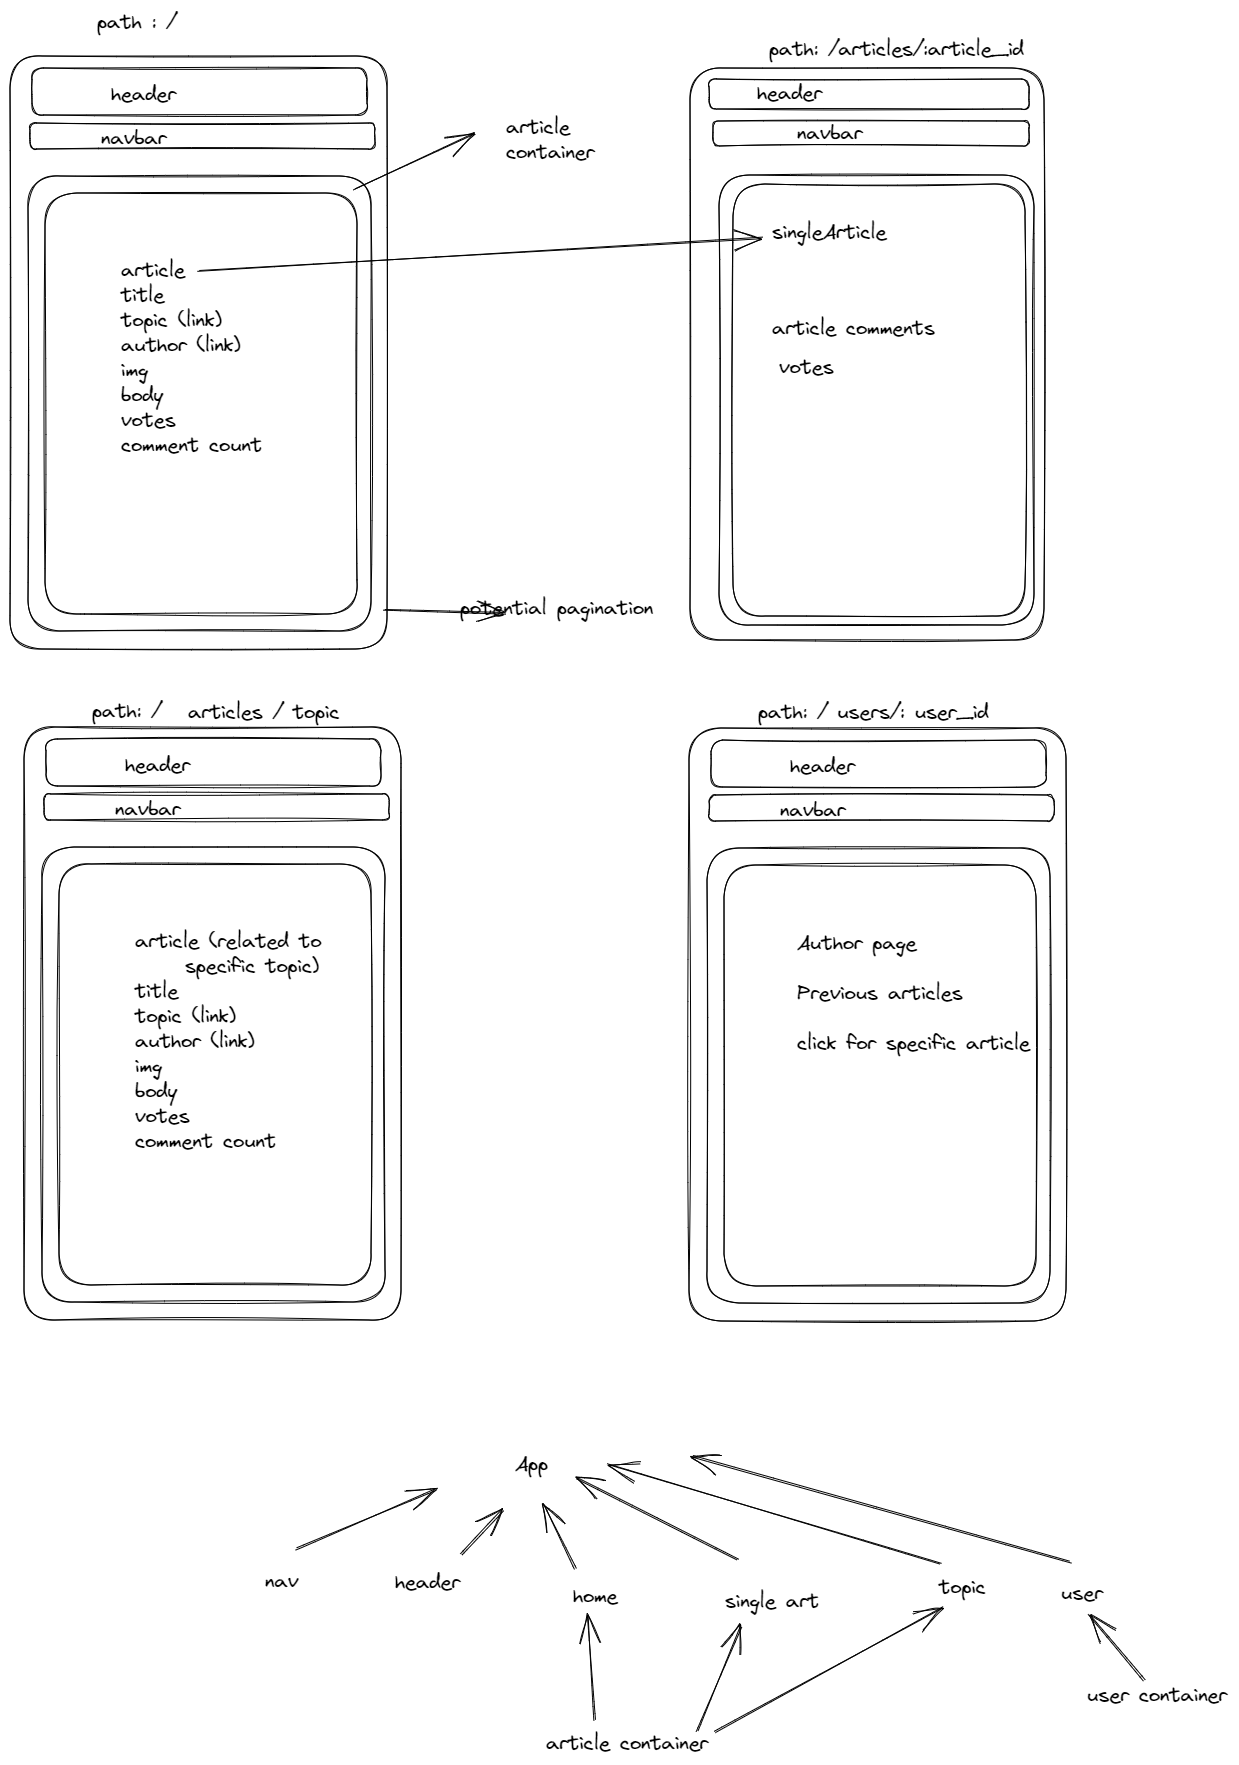 path : /
header
navbar
article
title
topic (link)
author (link)
img
body
votes
comment count
article
container
potential pagination
path: /articles/:article_id
header
navbar
singleArticle
article comments
votes
path: / articles / topic
header
navbar
article (related to
specific topic)
title
topic (link)
author (link)
img
body
votes
comment count
path: / users/: user_id
header
navbar
Author page
Previous articles
click for specific article
App
nav
header
home
single art
topic
user
user container
article container